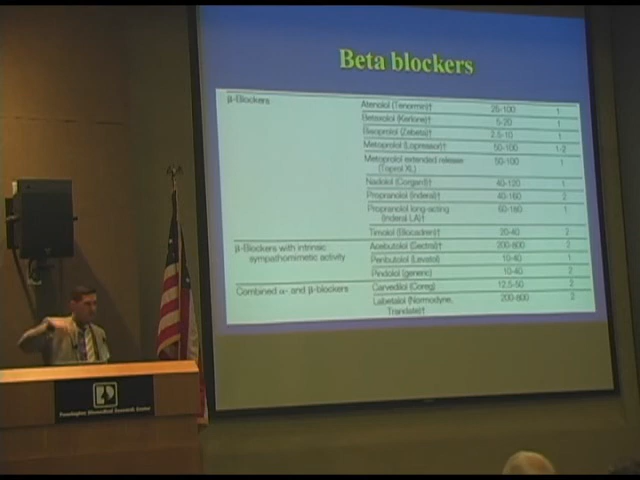 Beta blockers
β-Blockers Atenolol (Tenormin)† 25-100 1
Betaxolol (Kerlone)† 5-20 1
Bisoprolol (Zebeta)† 2.5-10 1
Metoprolol (Lopressor)† 50-100 1-2
Metoprolol extended release 50-100 1
(Toprol XL)
Nadolol (Corgard)† 40-120 1
Propranolol (Inderal)† 40-160 2
Propranolol long-acting 60-180 1
(Inderal LA)†
Timolol (Blocadren)† 20-40 2
β-Blockers with intrinsic Acebutolol (Sectral)† 200-800 2
sympathomimetic activity Penbutolol (Levatol) 10-40 1
Pindolol (generic) 10-40 2
Combined α- and β-blockers Carvedilol (Coreg) 12.5-50 2
Labetalol (Normodyne, 200-800 2
Trandate)†
Pennington Biomedical Research Center